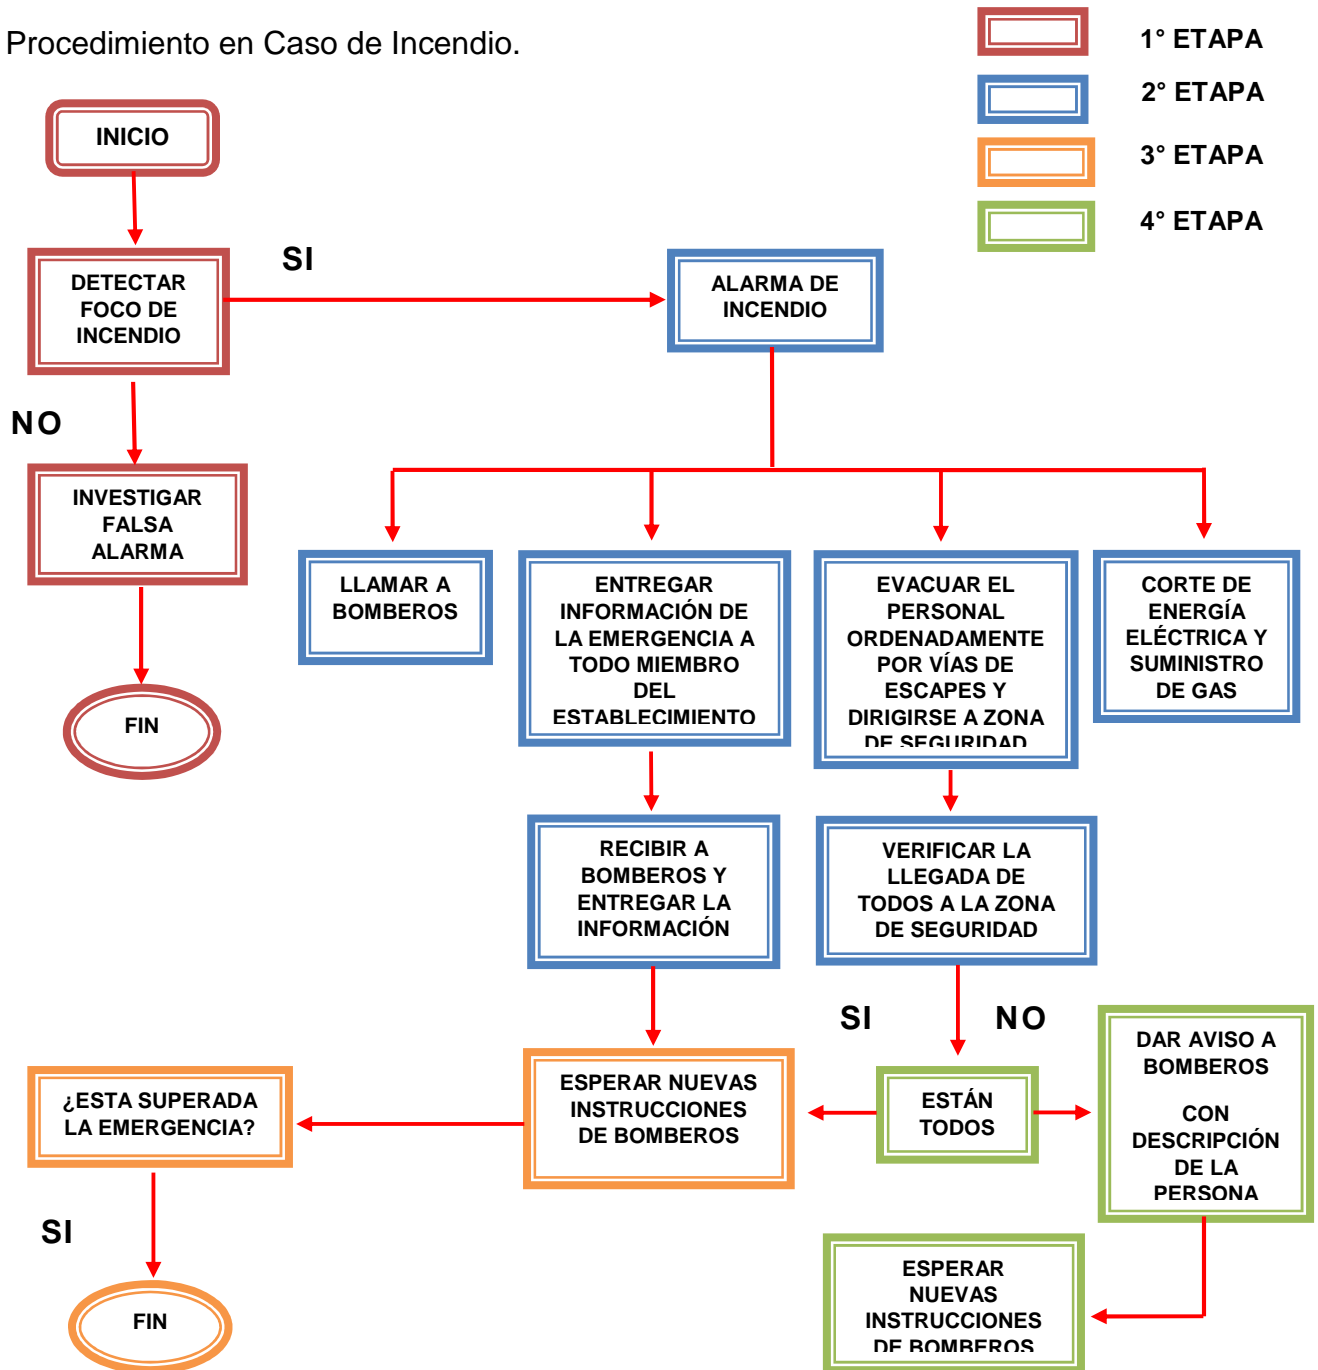 Procedimiento en Caso de Incendio.
1° ETAPA
2° ETAPA
3° ETAPA
4° ETAPA
INICIO
DETECTAR
FOCO DE
INCENDIO
SI
ALARMA DE
INCENDIO
NO
INVESTIGAR
FALSA
ALARMA
FIN
LLAMAR A
BOMBEROS
ENTREGAR
INFORMACIÓN DE
LA EMERGENCIA A
TODO MIEMBRO
DEL
ESTABLECIMIENTO
EVACUAR EL
PERSONAL
ORDENADAMENTE
POR VÍAS DE
ESCAPES Y
DIRIGIRSE A ZONA
DE SEGURIDAD
CORTE DE
ENERGÍA
ELÉCTRICA Y
SUMINISTRO
DE GAS
RECIBIR A
BOMBEROS Y
ENTREGAR LA
INFORMACIÓN
VERIFICAR LA
LLEGADA DE
TODOS A LA ZONA
DE SEGURIDAD
SI
NO
¿ESTA SUPERADA
LA EMERGENCIA?
ESPERAR NUEVAS
INSTRUCCIONES
DE BOMBEROS
ESTÁN
TODOS
DAR AVISO A
BOMBEROS
CON
DESCRIPCIÓN
DE LA
PERSONA
SI
FIN
ESPERAR
NUEVAS
INSTRUCCIONES
DE BOMBEROS